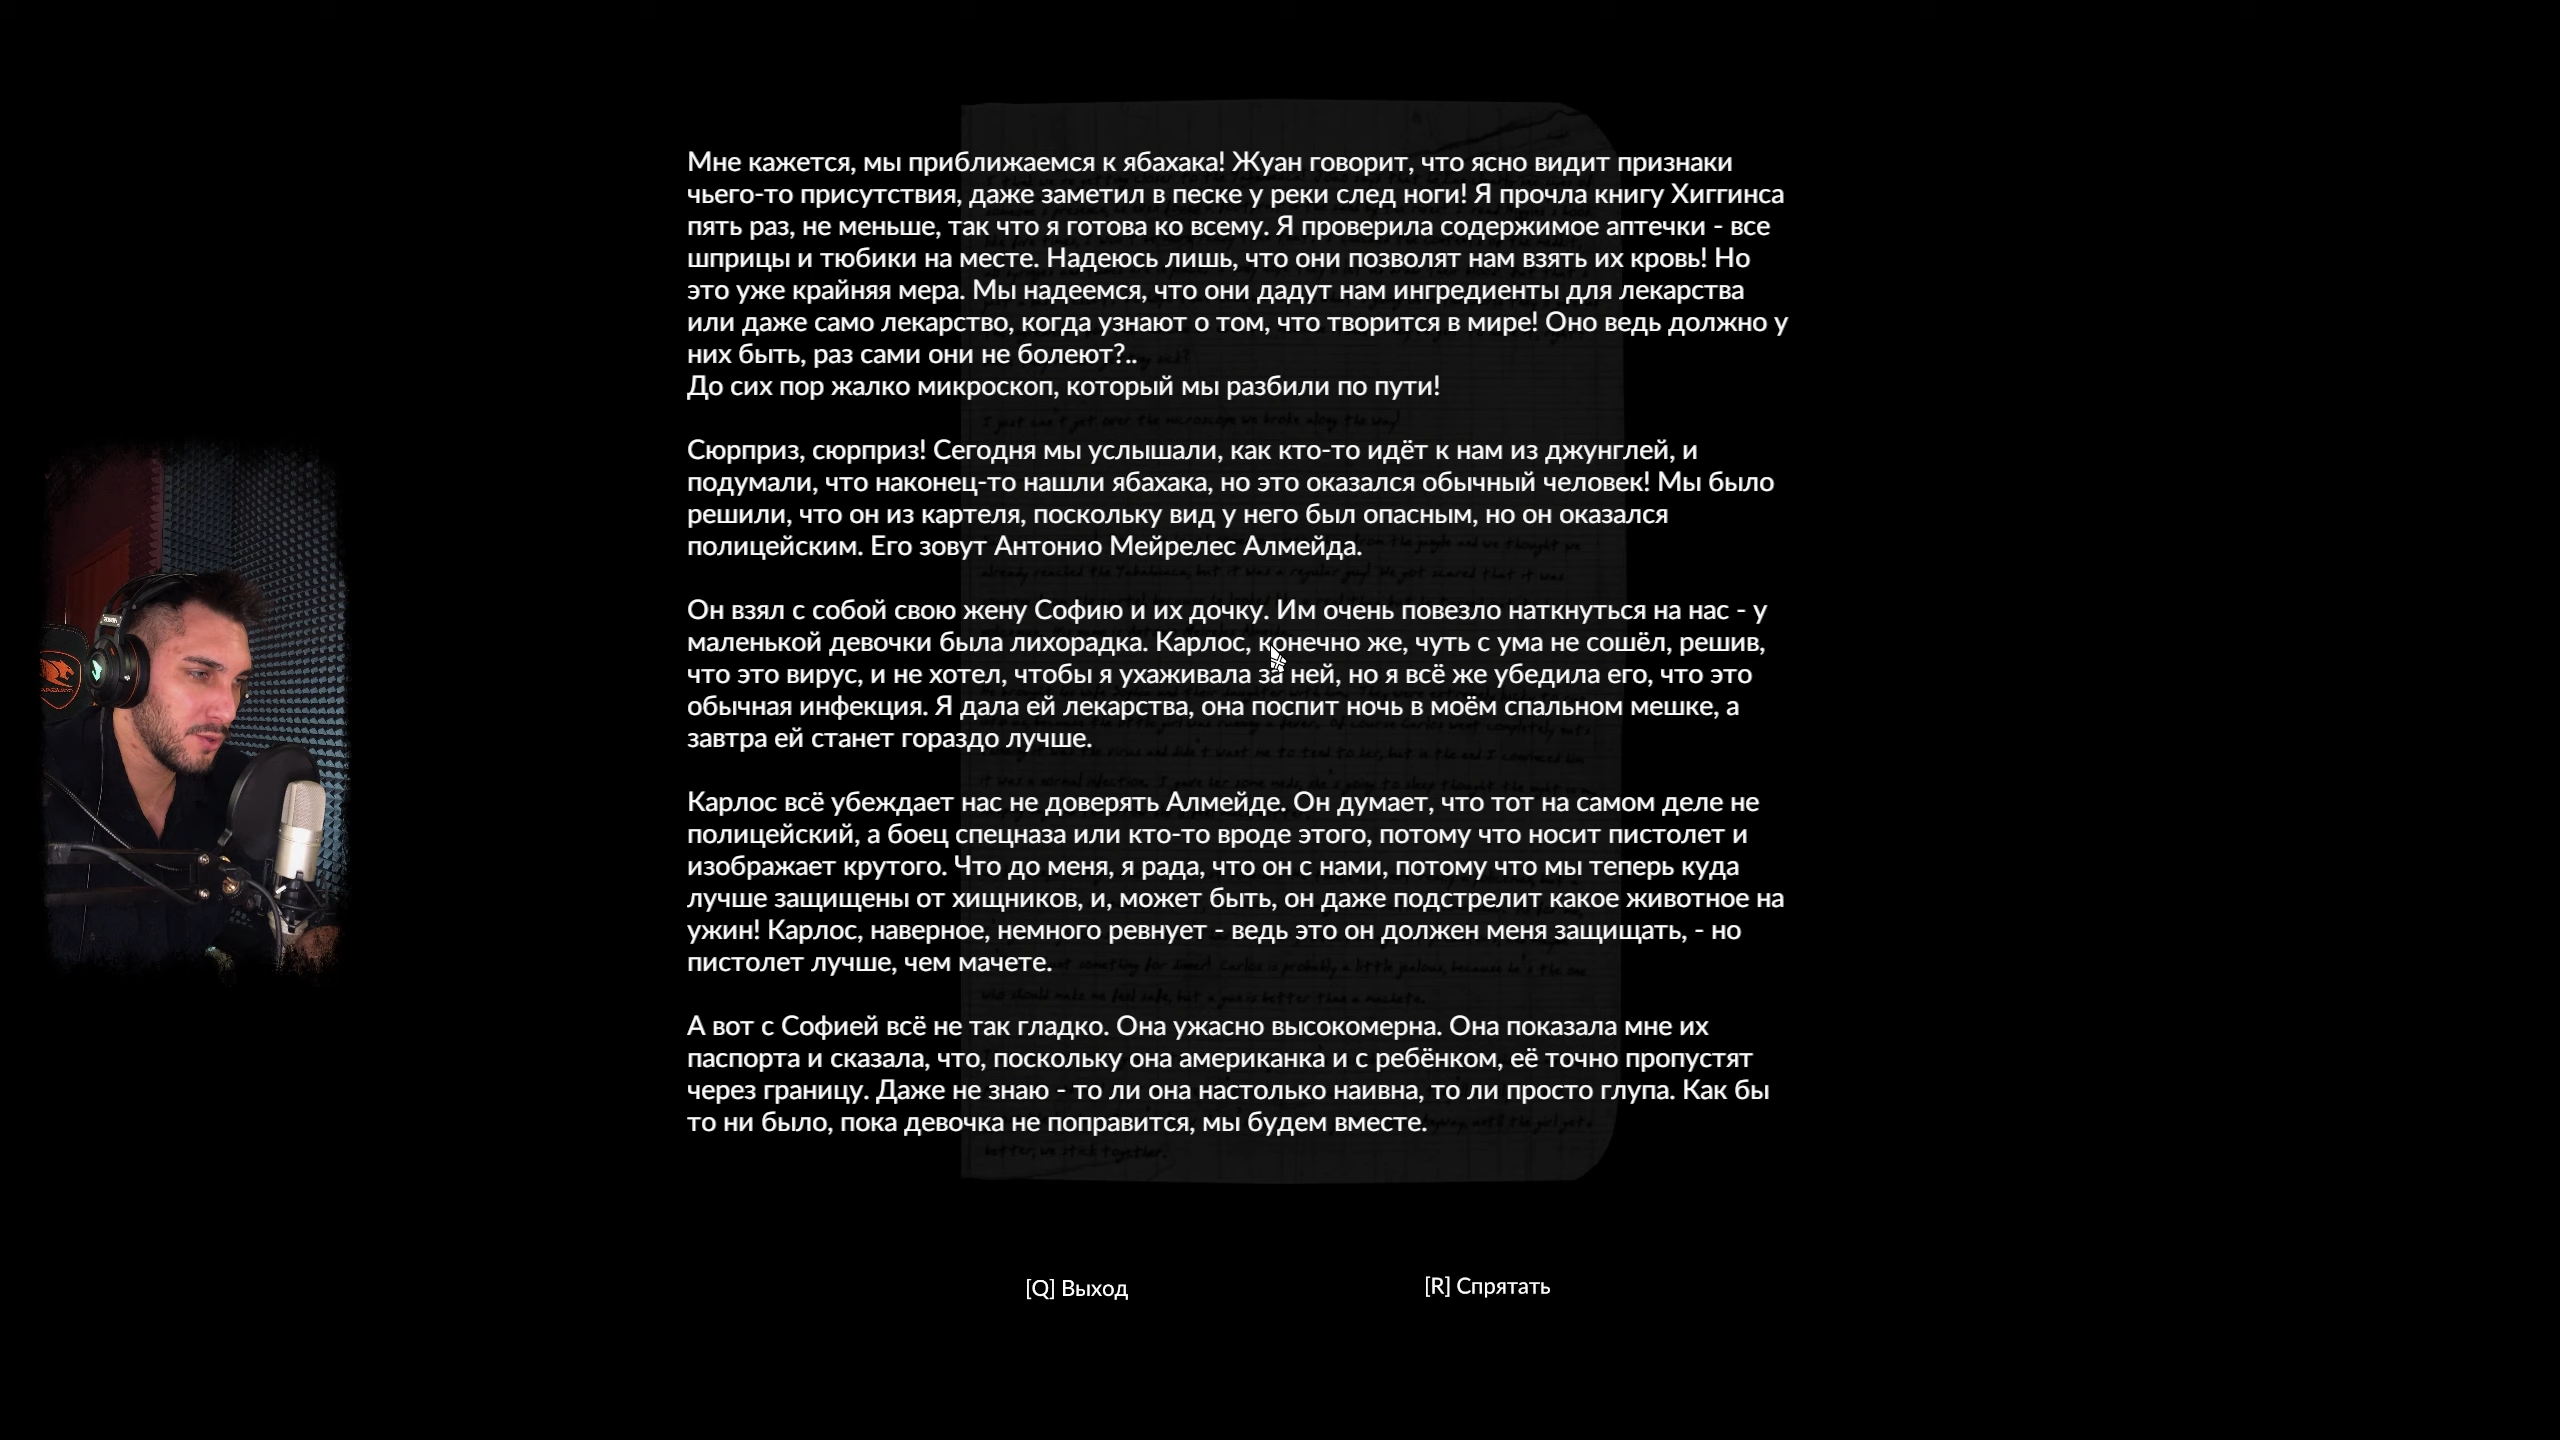 Мне кажется, мы приближаемся к ябахака! Жуан говорит, что ясно видит признаки
чьего-то присутствия, даже заметил в песке у реки след ноги! Я прочла книгу Хиггинса
пять раз, не меньше, так что я готова ко всему. Я проверила содержимое аптечки - все
шприцы и тюбики на месте. Надеюсь лишь, что они позволят нам взять их кровь! Но
это уже крайняя мера. Мы надеемся, что они дадут нам ингредиенты для лекарства
или даже само лекарство, когда узнают о том, что творится в мире! Оно ведь должно у
них быть, раз сами они не болеют?..
До сих пор жалко микроскоп, который мы разбили по пути!
Сюрприз, сюрприз! Сегодня мы услышали, как кто-то идёт к нам из джунглей, и
подумали, что наконец-то нашли ябахака, но это оказался обычный человек! Мы было
решили, что он из картеля, поскольку вид у него был опасным, но он оказался
полицейским. Его зовут Антонио Мейрелес Алмейда.
Он взял с собой свою жену Софию и их дочку. Им очень повезло наткнуться на нас - у
маленькой девочки была лихорадка. Карлос, конечно же, чуть с ума не сошёл, решив,
что это вирус, и не хотел, чтобы я ухаживала за ней, но я всё же убедила его, что это
обычная инфекция. Я дала ей лекарства, она поспит ночь в моём спальном мешке, а
завтра ей станет гораздо лучше.
Карлос всё убеждает нас не доверять Алмейде. Он думает, что тот на самом деле не
полицейский, а боец спецназа или кто-то вроде этого, потому что носит пистолет и
изображает крутого. Что до меня, я рада, что он с нами, потому что мы теперь куда
лучше защищены от хищников, и, может быть, он даже подстрелит какое животное на
ужин! Карлос, наверное, немного ревнует - ведь это он должен меня защищать, - но
пистолет лучше, чем мачете.
А вот с Софией всё не так гладко. Она ужасно высокомерна. Она показала мне их
паспорта и сказала, что, поскольку она американка и с ребёнком, её точно пропустят
через границу. Даже не знаю - то ли она настолько наивна, то ли просто глупа. Как бы
то ни было, пока девочка не поправится, мы будем вместе.
[Q] Выход
[R] Спрятать